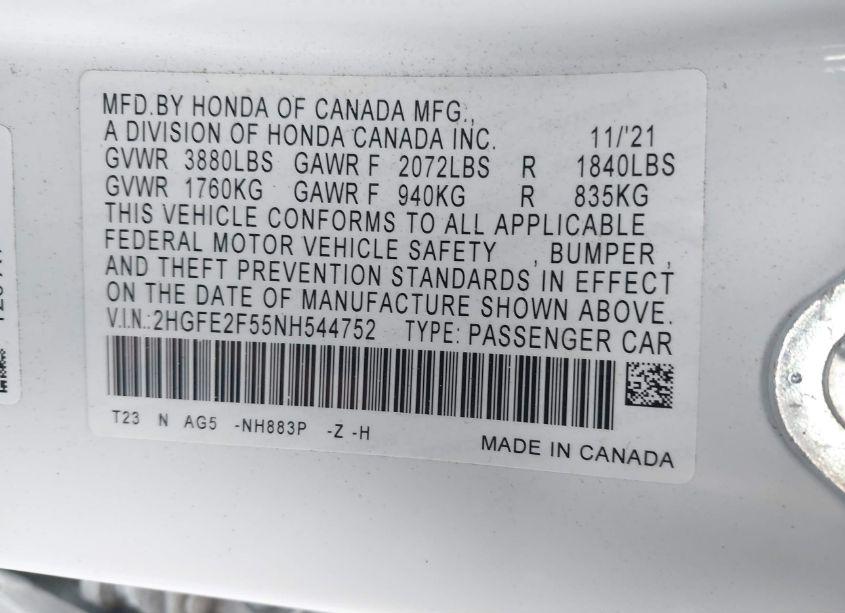 MFD.BY HONDA OF CANADA MFG.,
A DIVISION OF HONDA CANADA INC. 11/'21
GVWR 3880LBS GAWR F 2072LBS R 1840LBS
GVWR 1760KG GAWR F 940KG R 835KG
THIS VEHICLE CONFORMS TO ALL APPLICABLE
FEDERAL MOTOR VEHICLE SAFETY , BUMPER ,
AND THEFT PREVENTION STANDARDS IN EFFECT
ON THE DATE OF MANUFACTURE SHOWN ABOVE.
V.I.N.:2HGFE2F55NH544752 TYPE: PASSENGER CAR
T23 N AG5 -NH883P -Z -H
MADE IN CANADA